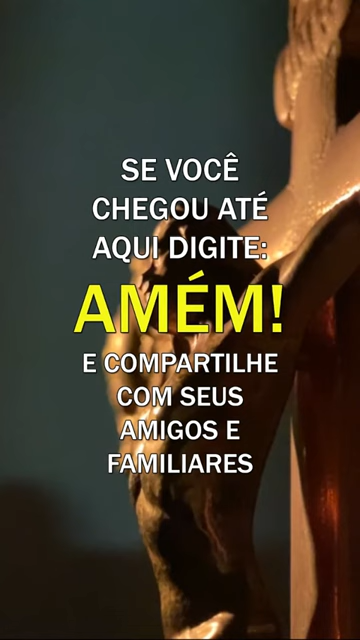 SE VOCÊ
CHEGOU ATÉ
AQUI DIGITE:
AMÉM!
E COMPARTILHE
COM SEUS
AMIGOS E
FAMILIARES